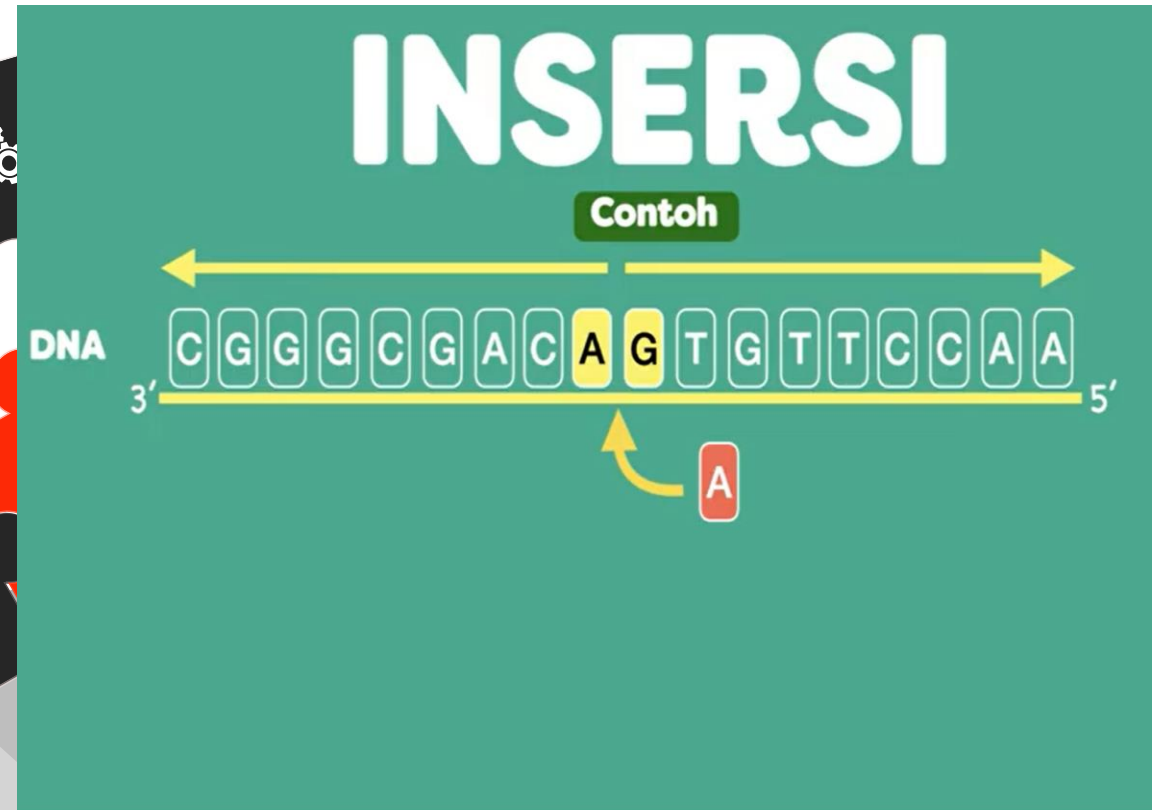 INSERSI
Contoh
DNA C G G G C G A C A G T G T T C C A A
3' 5'
A